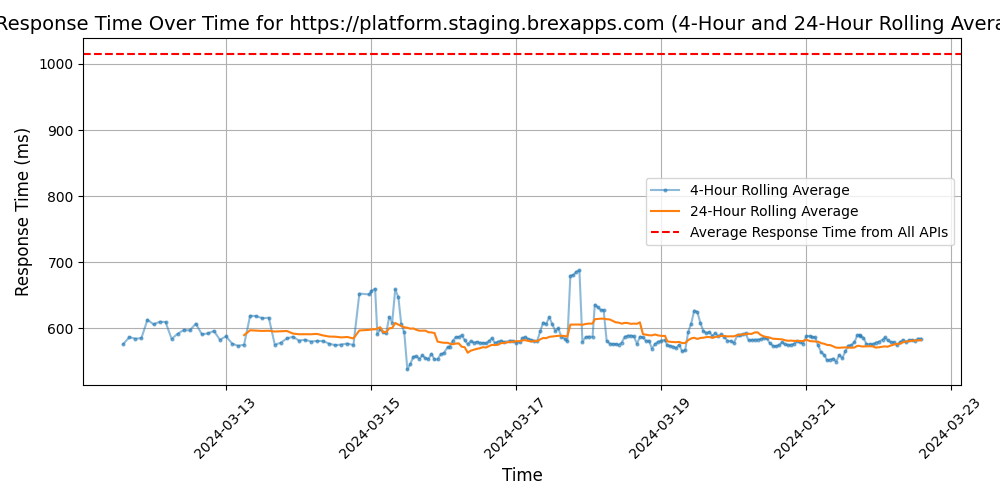 Response Time Over Time for https://platform.staging.brexapps.com (4-Hour and 24-Hour Rolling Avera
1000
900
800
700
600
Response Time (ms)
4-Hour Rolling Average
24-Hour Rolling Average
Average Response Time from All APIs
2024-03-13
2024-03-15
2024-03-17
2024-03-19
2024-03-21
2024-03-23
Time